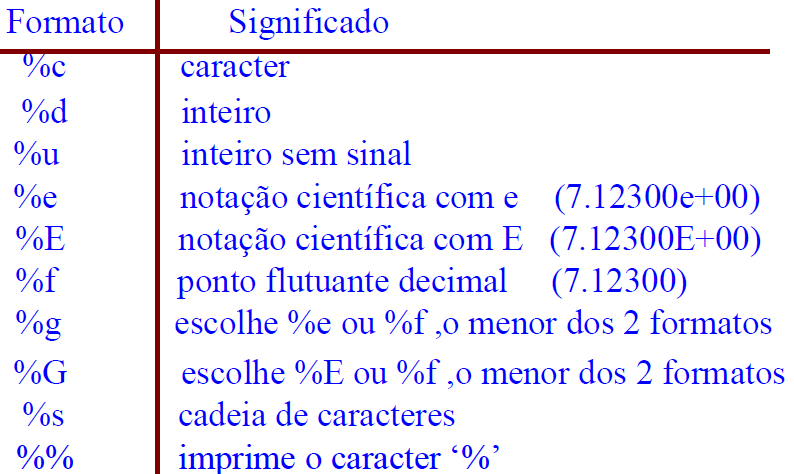 Formato Significado
%c caracter
%d inteiro
%u inteiro sem sinal
%e notação científica com e (7.12300e+00)
%E notação científica com E (7.12300E+00)
%f ponto flutuante decimal (7.12300)
%g escolhe %e ou %f ,o menor dos 2 formatos
%G escolhe %E ou %f ,o menor dos 2 formatos
%s cadeia de caracteres
%% imprime o caracter ‘%’